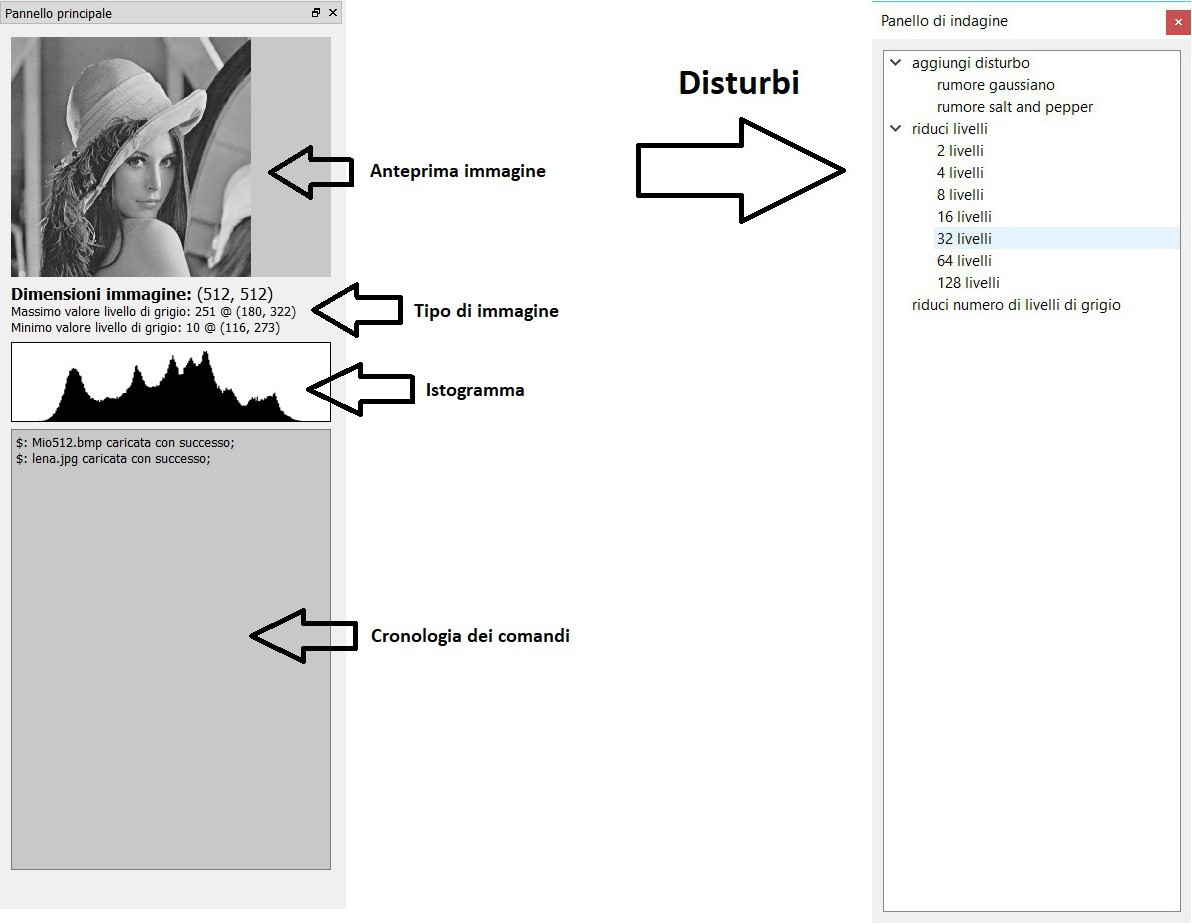 Pannello principale
Anteprima immagine
Dimensioni immagine: (512, 512)
Massimo valore livello di grigio: 251 @ (180, 322)
Minimo valore livello di grigio: 10 @ (116, 273)
Tipo di immagine
Istogramma
$: Mio512.bmp caricata con successo;
$: lena.jpg caricata con successo;
Cronologia dei comandi
Disturbi
Panello di indagine
aggiungi disturbo
rumore gaussiano
rumore salt and pepper
riduci livelli
2 livelli
4 livelli
8 livelli
16 livelli
32 livelli
64 livelli
128 livelli
riduci numero di livelli di grigio